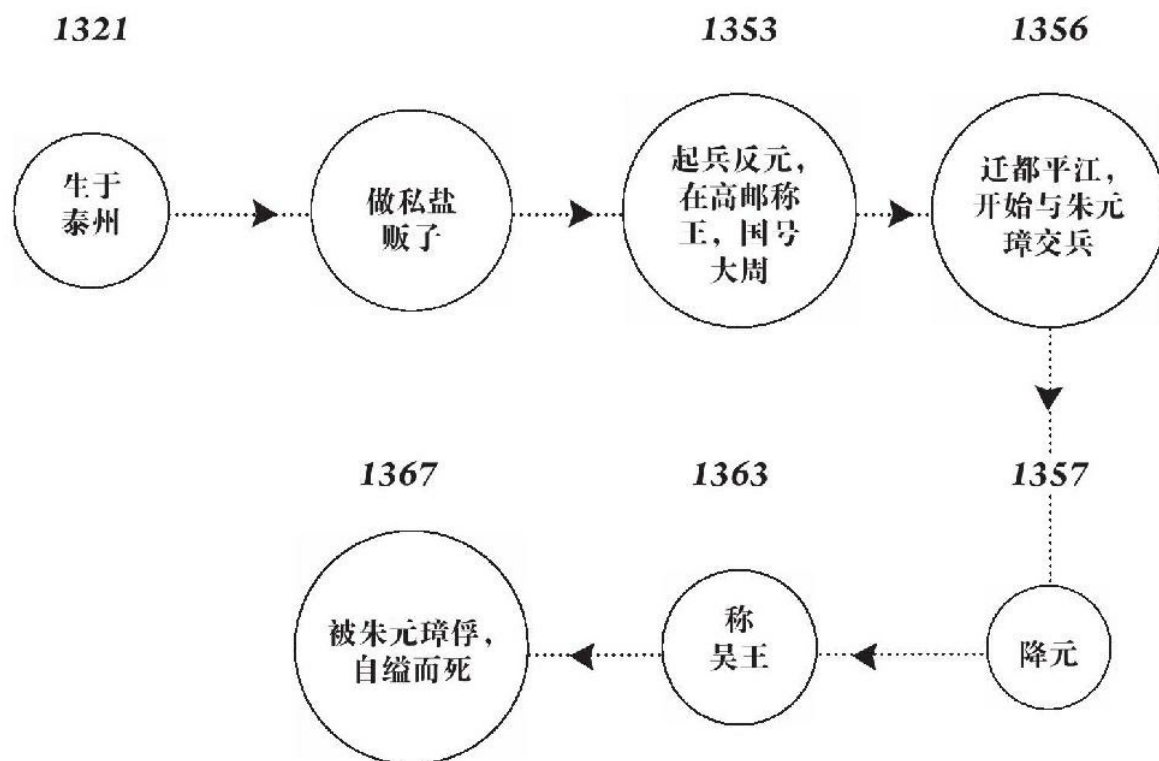 1321
1353
1356
生于
泰州
做私盐
贩了
起兵反元，
在高邮称
王，国号
大周
迁都平江，
开始与朱元
璋交兵
1357
降元
1363
称
吴王
1367
被朱元璋俘，
自缢而死